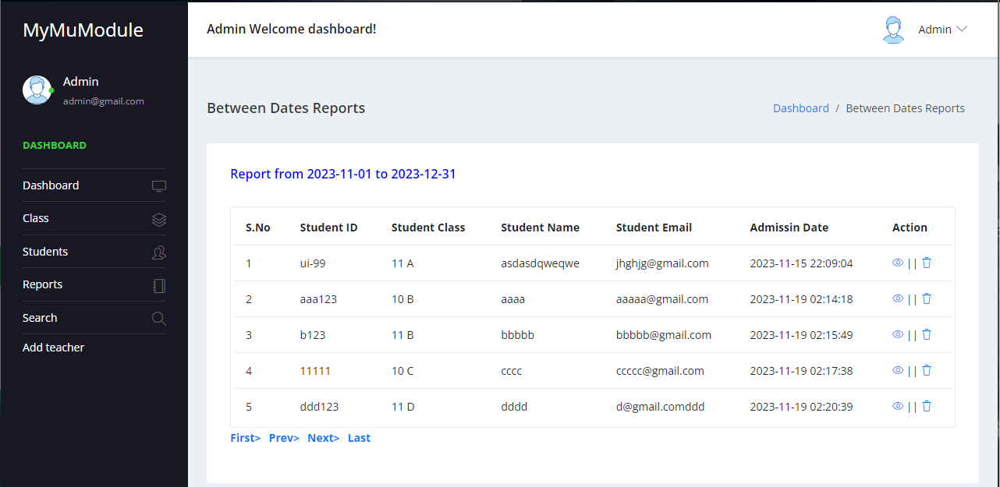 MyMuModule
Admin Welcome dashboard!
Admin
Admin
admin@gmail.com
DASHBOARD
Dashboard
Class
Students
Reports
Search
Add teacher
Between Dates Reports
Dashboard / Between Dates Reports
Report from 2023-11-01 to 2023-12-31
S.No Student ID Student Class Student Name Student Email Admissin Date Action
1 ui-99 11 A asdasdqweqwe jhghjg@gmail.com 2023-11-15 22:09:04 ||
2 aaa123 10 B aaaa aaaaa@gmail.com 2023-11-19 02:14:18 ||
3 b123 11 B bbbbb bbbbb@gmail.com 2023-11-19 02:15:49 ||
4 11111 10 C cccc ccccc@gmail.com 2023-11-19 02:17:38 ||
5 ddd123 11 D dddd d@gmail.comddd 2023-11-19 02:20:39 ||
First> Prev> Next> Last